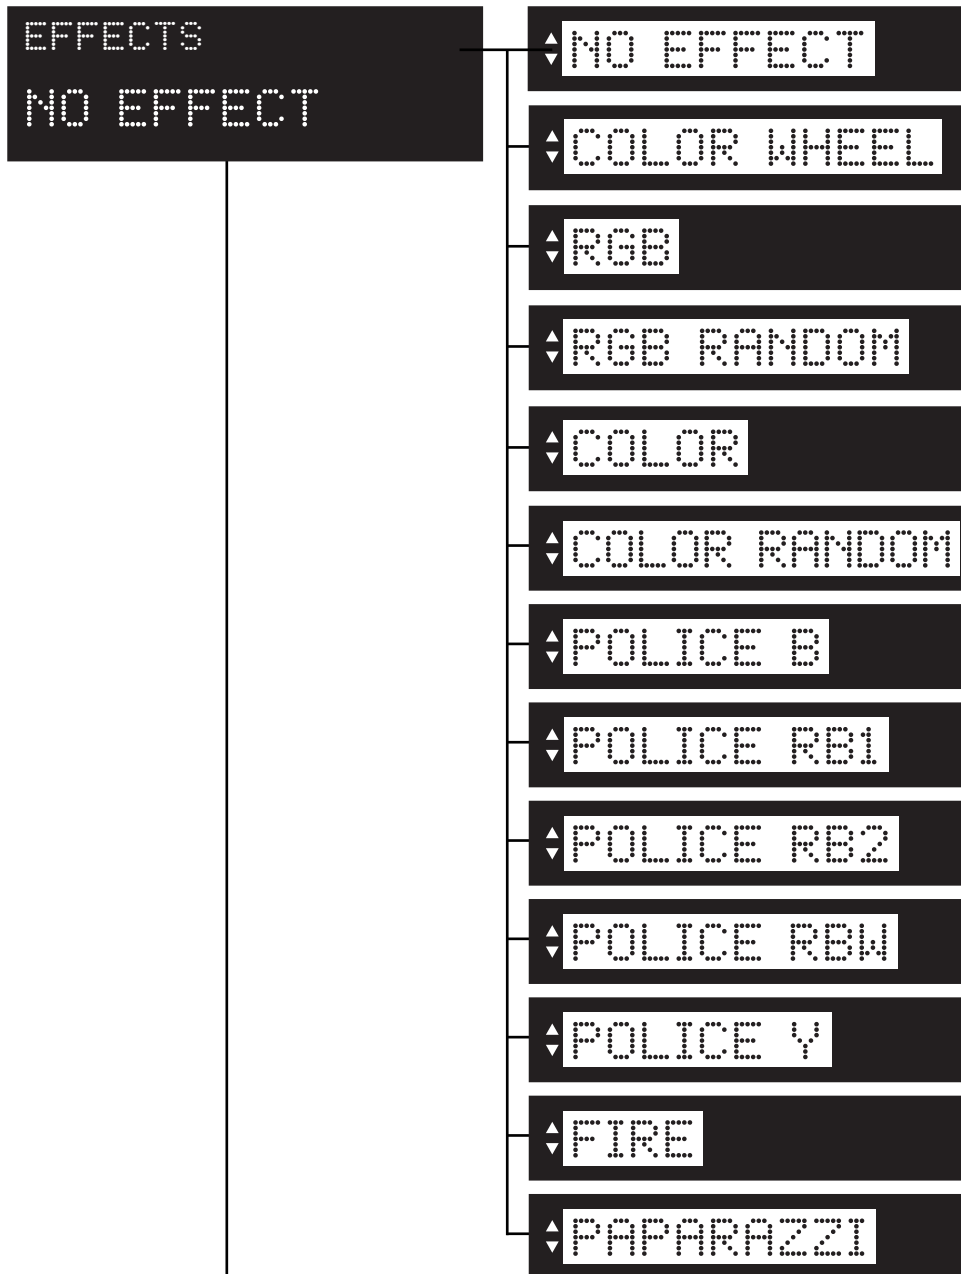 EFFECTS
NO EFFECT
NO EFFECT
COLOR WHEEL
RGB
RGB RANDOM
COLOR
COLOR RANDOM
POLICE B
POLICE RB1
POLICE RB2
POLICE RBW
POLICE Y
FIRE
PAPARAZZI